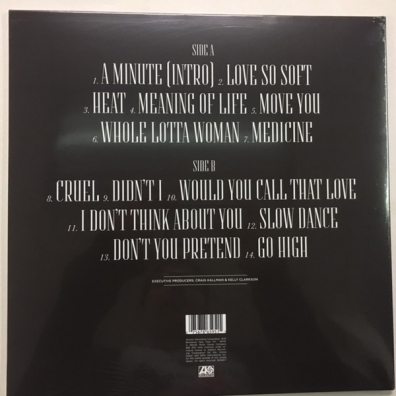 SIDE A
1. A MINUTE (INTRO) 2. LOVE SO SOFT
3. HEAT 4. MEANING OF LIFE 5. MOVE YOU
6. WHOLE LOTTA WOMAN 7. MEDICINE
SIDE B
8. CRUEL 9. DIDN'T I 10. WOULD YOU CALL THAT LOVE
11. I DON'T THINK ABOUT YOU 12. SLOW DANCE
13. DON'T YOU PRETEND 14. GO HIGH
EXECUTIVE PRODUCERS: CRAIG KALLMAN & KELLY CLARKSON